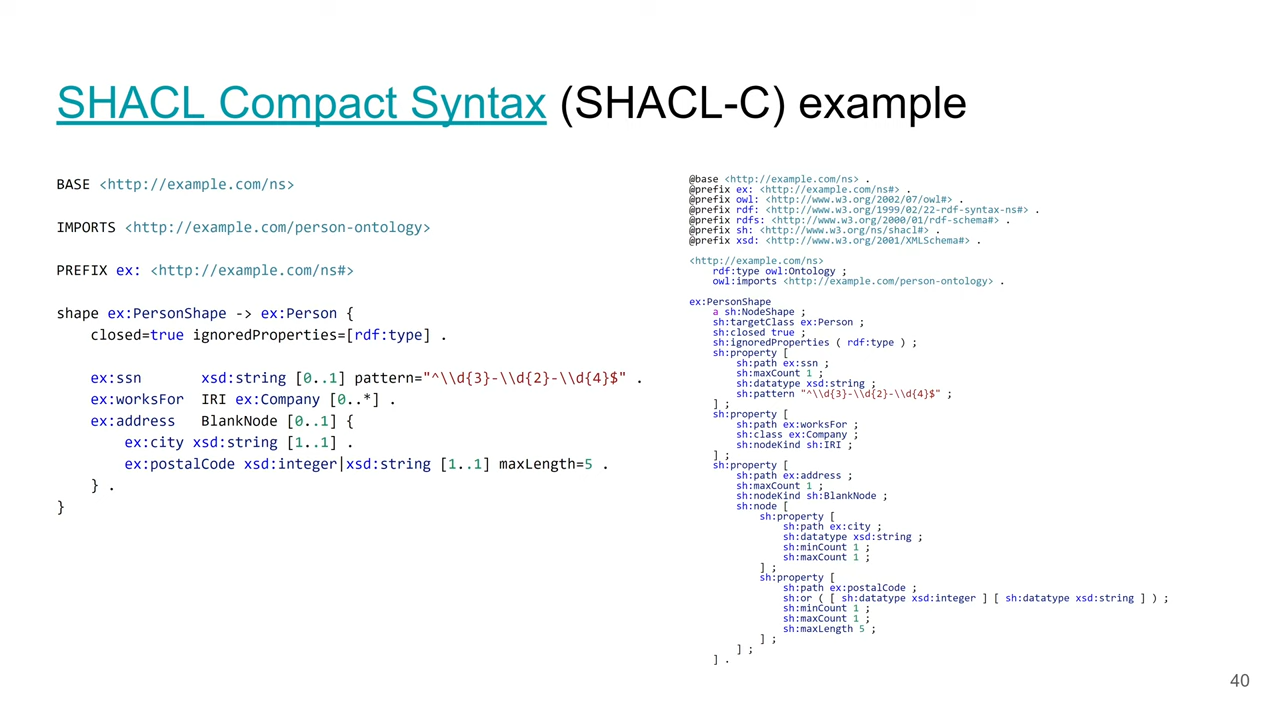 SHACL Compact Syntax (SHACL-C) example
BASE <http://example.com/ns>
IMPORTS <http://example.com/person-ontology>
PREFIX ex: <http://example.com/ns#>
shape ex:PersonShape -> ex:Person {
    closed=true ignoredProperties=[rdf:type] .
    ex:ssn       xsd:string [0..1] pattern="^\\d{3}-\\d{2}-\\d{4}$" .
    ex:worksFor  IRI ex:Company [0..*] .
    ex:address   BlankNode [0..1] {
        ex:city xsd:string [1..1] .
        ex:postalCode xsd:integer|xsd:string [1..1] maxLength=5 .
    } .
}
@base <http://example.com/ns> .
@prefix ex: <http://example.com/ns#> .
@prefix owl: <http://www.w3.org/2002/07/owl#> .
@prefix rdf: <http://www.w3.org/1999/02/22-rdf-syntax-ns#> .
@prefix rdfs: <http://www.w3.org/2000/01/rdf-schema#> .
@prefix sh: <http://www.w3.org/ns/shacl#> .
@prefix xsd: <http://www.w3.org/2001/XMLSchema#> .
<http://example.com/ns>
    rdf:type owl:Ontology ;
    owl:imports <http://example.com/person-ontology> .
ex:PersonShape
    a sh:NodeShape ;
    sh:targetClass ex:Person ;
    sh:closed true ;
    sh:ignoredProperties ( rdf:type ) ;
    sh:property [
        sh:path ex:ssn ;
        sh:maxCount 1 ;
        sh:datatype xsd:string ;
        sh:pattern "^\\d{3}-\\d{2}-\\d{4}$" ;
    ] ;
    sh:property [
        sh:path ex:worksFor ;
        sh:class ex:Company ;
        sh:nodeKind sh:IRI ;
    ] ;
    sh:property [
        sh:path ex:address ;
        sh:maxCount 1 ;
        sh:nodeKind sh:BlankNode ;
        sh:node [
            sh:property [
                sh:path ex:city ;
                sh:datatype xsd:string ;
                sh:minCount 1 ;
                sh:maxCount 1 ;
            ] ;
            sh:property [
                sh:path ex:postalCode ;
                sh:or ( [ sh:datatype xsd:integer ] [ sh:datatype xsd:string ] ) ;
                sh:minCount 1 ;
                sh:maxCount 1 ;
                sh:maxLength 5 ;
            ] ;
        ] ;
    ] .
40